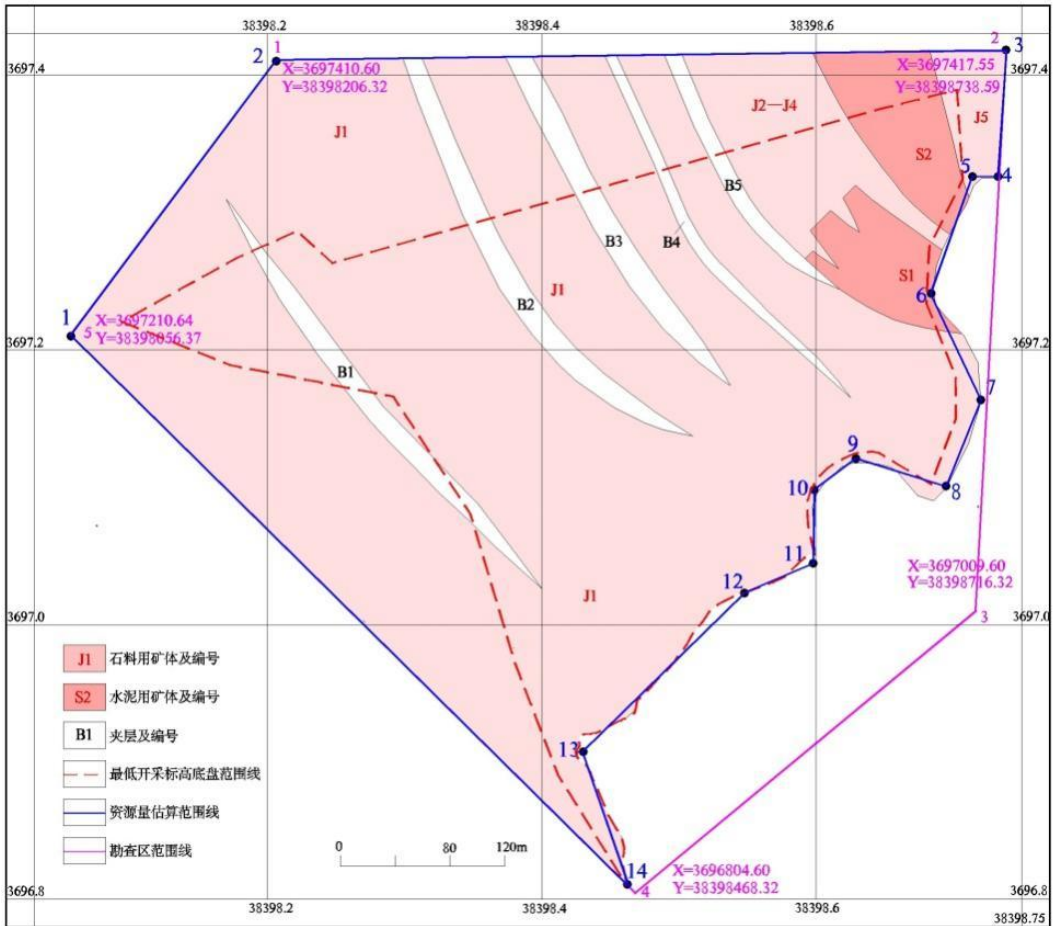 38398.2
38398.4
38398.6
2
1
X=3697410.60
Y=38398206.32
2
3
X=3697417.55
Y=38398738.59
3697.4
3697.4
J1
J2—J4
J5
S2
5
4
B5
B3
B4
S1
6
J1
B2
1
5
X=3697210.64
Y=38398056.37
3697.2
3697.2
B1
7
9
8
10
11
12
X=3697009.60
Y=38398716.32
J1
3697.0
3697.0
3
J1 石料用矿体及编号
S2 水泥用矿体及编号
B1 夹层及编号
最低开采标高底盘范围线
资源量估算范围线
勘查区范围线
13
0 80 120m
14
4
X=3696804.60
Y=38398468.32
3696.8
3696.8
38398.2
38398.4
38398.6
38398.75